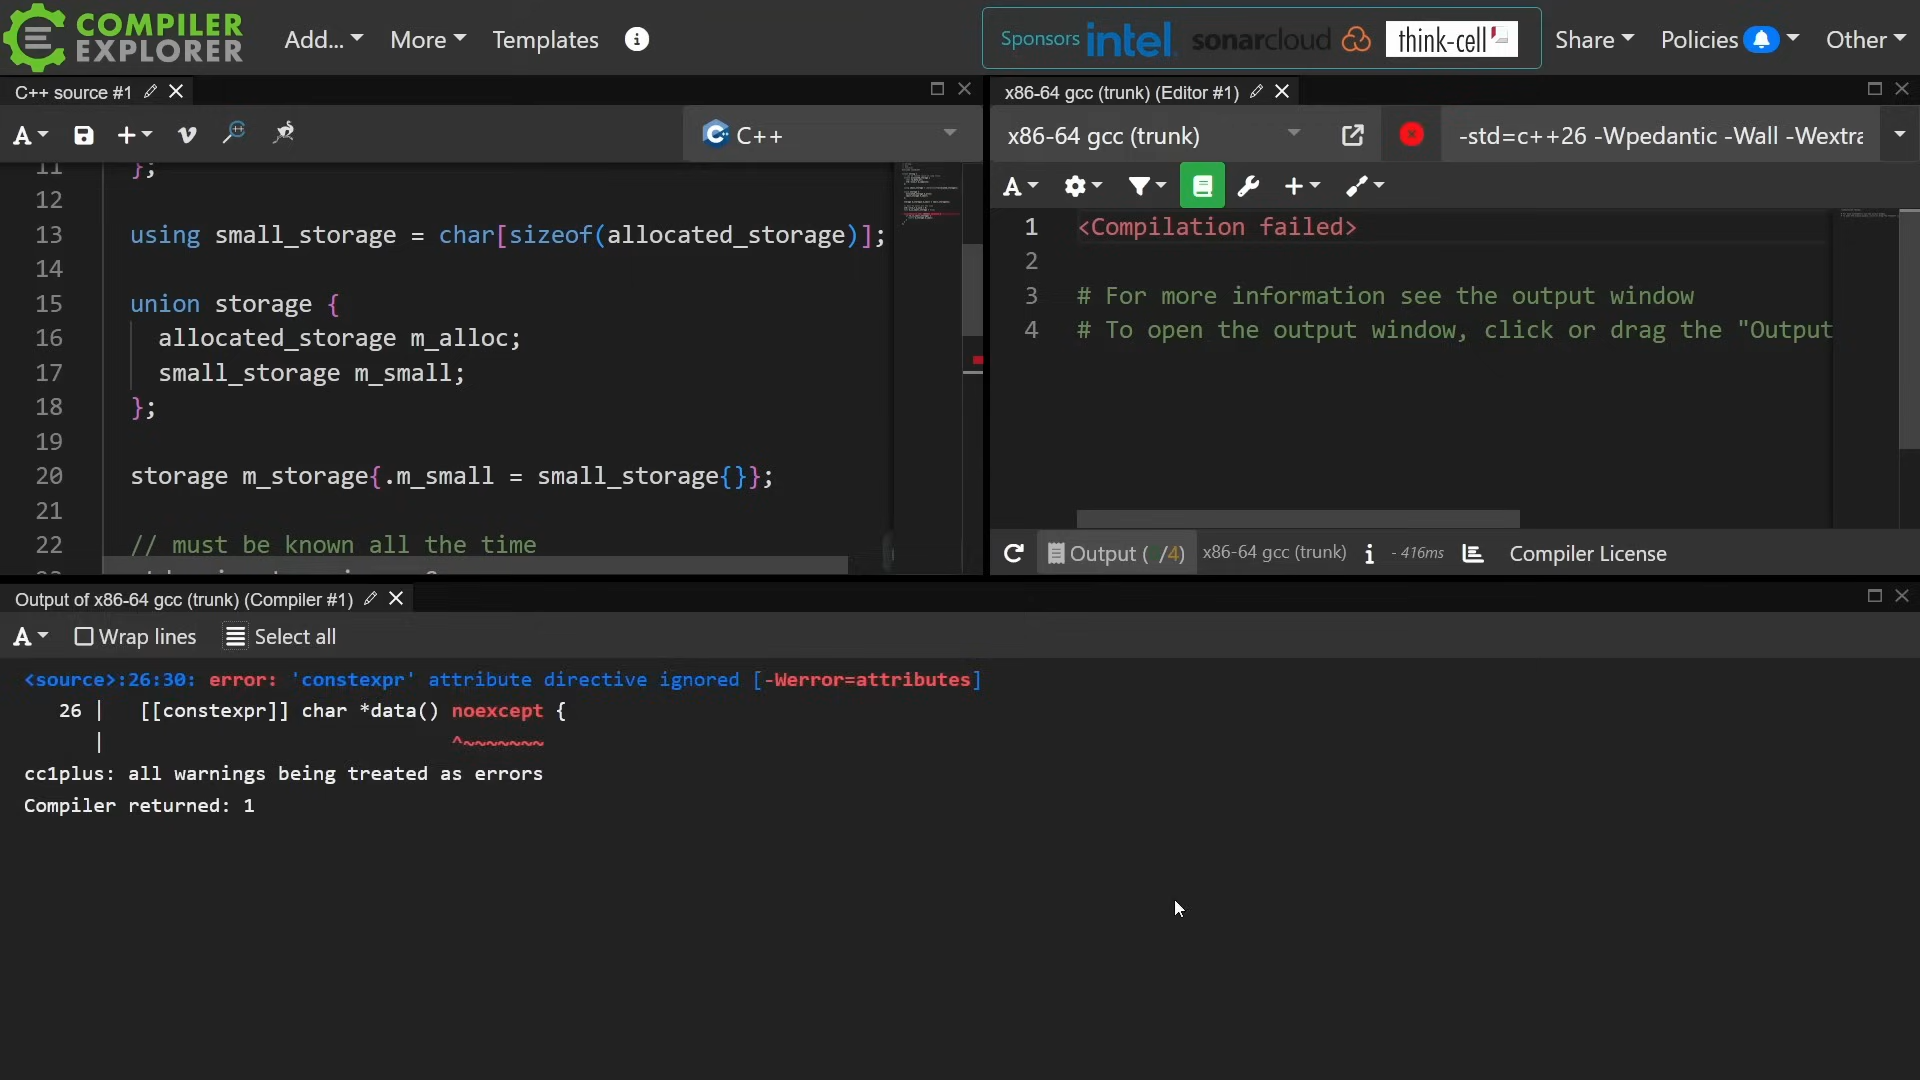 COMPILER
EXPLORER
Add...
More
Templates
Sponsors intel. sonarcloud think-cell
Share
Policies
Other
C++ source #1
A
C++
11 };
12
13 using small_storage = char[sizeof(allocated_storage)];
14
15 union storage {
16 allocated_storage m_alloc;
17 small_storage m_small;
18 };
19
20 storage m_storage{.m_small = small_storage{}};
21
22 // must be known all the time
x86-64 gcc (trunk) (Editor #1)
x86-64 gcc (trunk)
-std=c++26 -Wpedantic -Wall -Wextra
A
1 <Compilation failed>
2
3 # For more information see the output window
4 # To open the output window, click or drag the "Output
Output ( /4) x86-64 gcc (trunk) i - 416ms Compiler License
Output of x86-64 gcc (trunk) (Compiler #1)
A Wrap lines Select all
<source>:26:30: error: 'constexpr' attribute directive ignored [-Werror=attributes]
26 | [[constexpr]] char *data() noexcept {
| ^~~~~~~~
cc1plus: all warnings being treated as errors
Compiler returned: 1